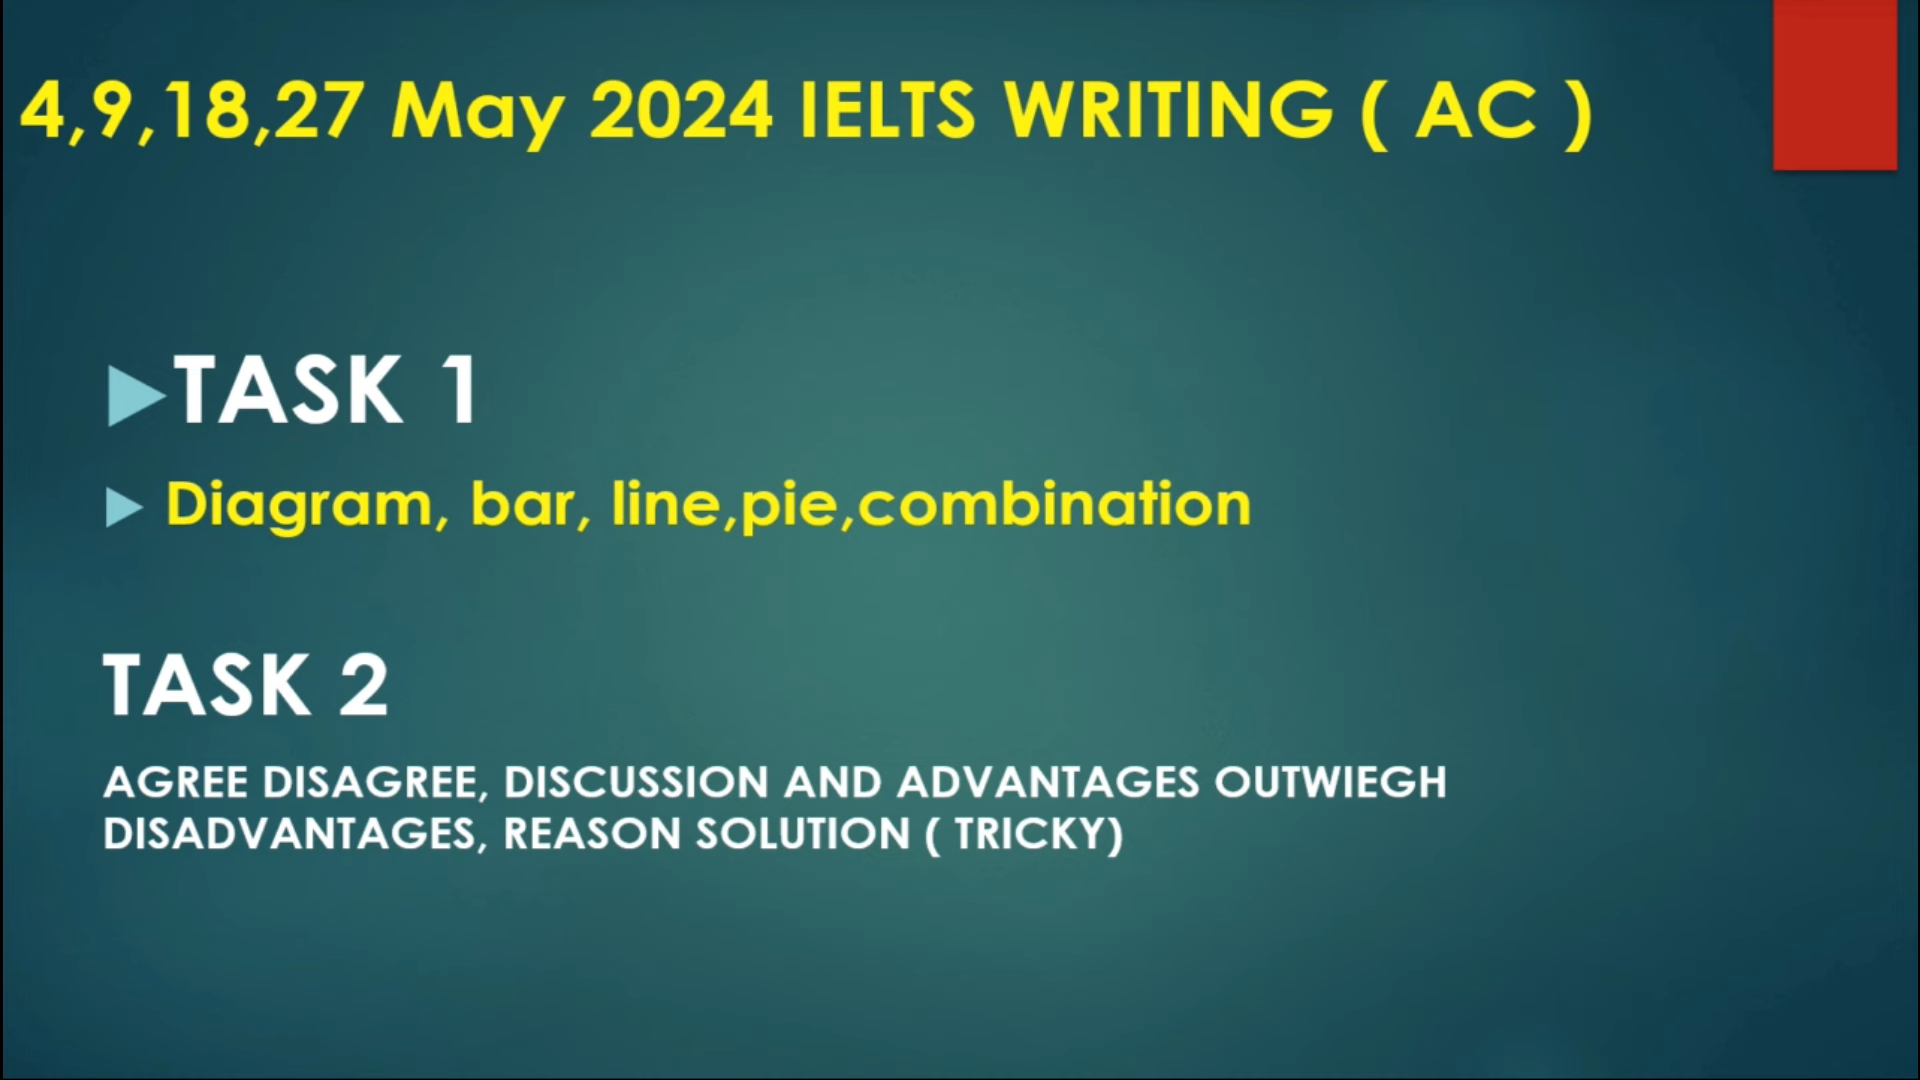 4,9,18,27 May 2024 IELTS WRITING ( AC )
TASK 1
Diagram, bar, line,pie,combination
TASK 2
AGREE DISAGREE, DISCUSSION AND ADVANTAGES OUTWIEGH
DISADVANTAGES, REASON SOLUTION ( TRICKY)